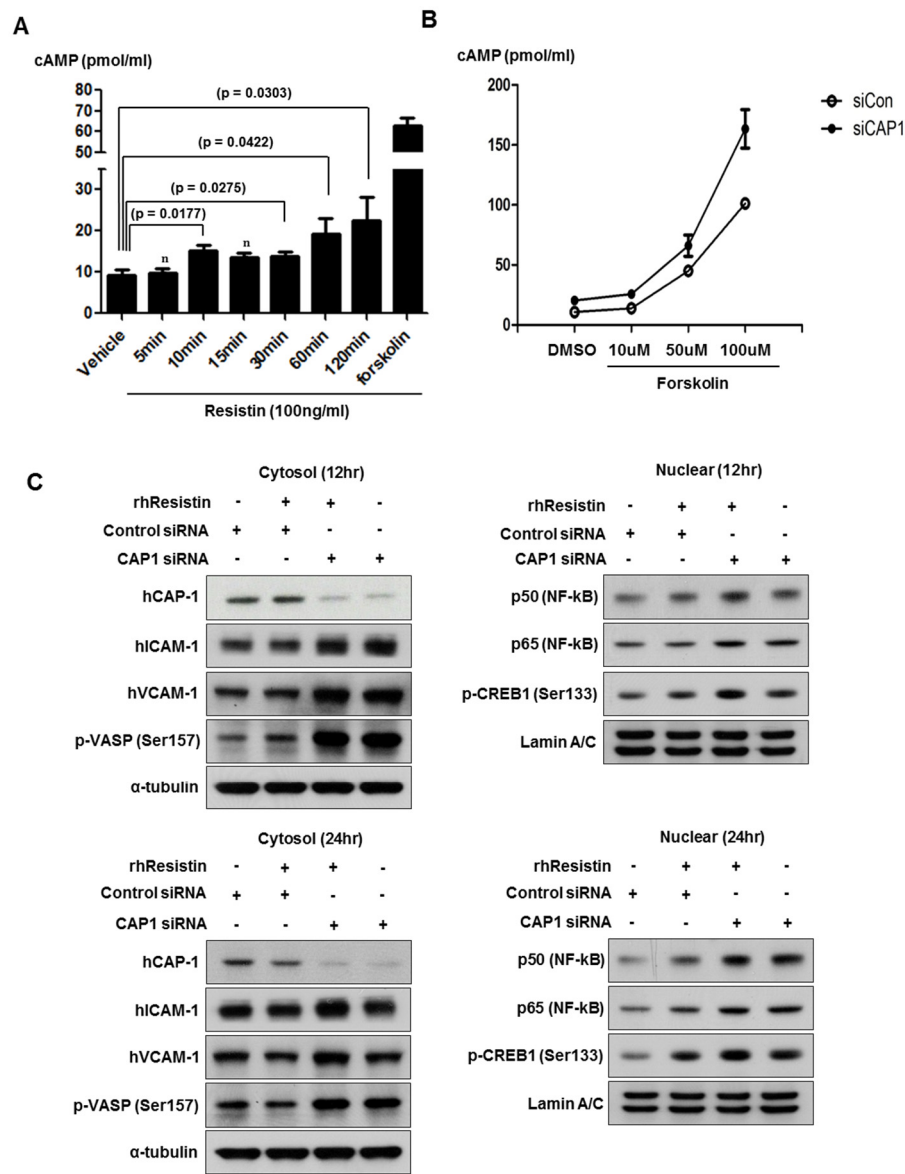 A
cAMP (pmol/ml)
80
70
60
50
30
20
10
0
(p = 0.0303)
(p = 0.0422)
(p = 0.0275)
(p = 0.0177)
n
n
Vehicle
5min
10min
15min
30min
60min
120min
forskolin
Resistin (100ng/ml)
B
cAMP (pmol/ml)
200
150
100
50
0
siCon
siCAP1
DMSO 10uM 50uM 100uM
Forskolin
C
Cytosol (12hr)
rhResistin - + + -
Control siRNA + + - -
CAP1 siRNA - - + +
hCAP-1
hICAM-1
hVCAM-1
p-VASP (Ser157)
α-tubulin
Nuclear (12hr)
rhResistin - + + -
Control siRNA + + - -
CAP1 siRNA - - + +
p50 (NF-kB)
p65 (NF-kB)
p-CREB1 (Ser133)
Lamin A/C
Cytosol (24hr)
rhResistin - + + -
Control siRNA + + - -
CAP1 siRNA - - + +
hCAP-1
hICAM-1
hVCAM-1
p-VASP (Ser157)
α-tubulin
Nuclear (24hr)
rhResistin - + + -
Control siRNA + + - -
CAP1 siRNA - - + +
p50 (NF-kB)
p65 (NF-kB)
p-CREB1 (Ser133)
Lamin A/C